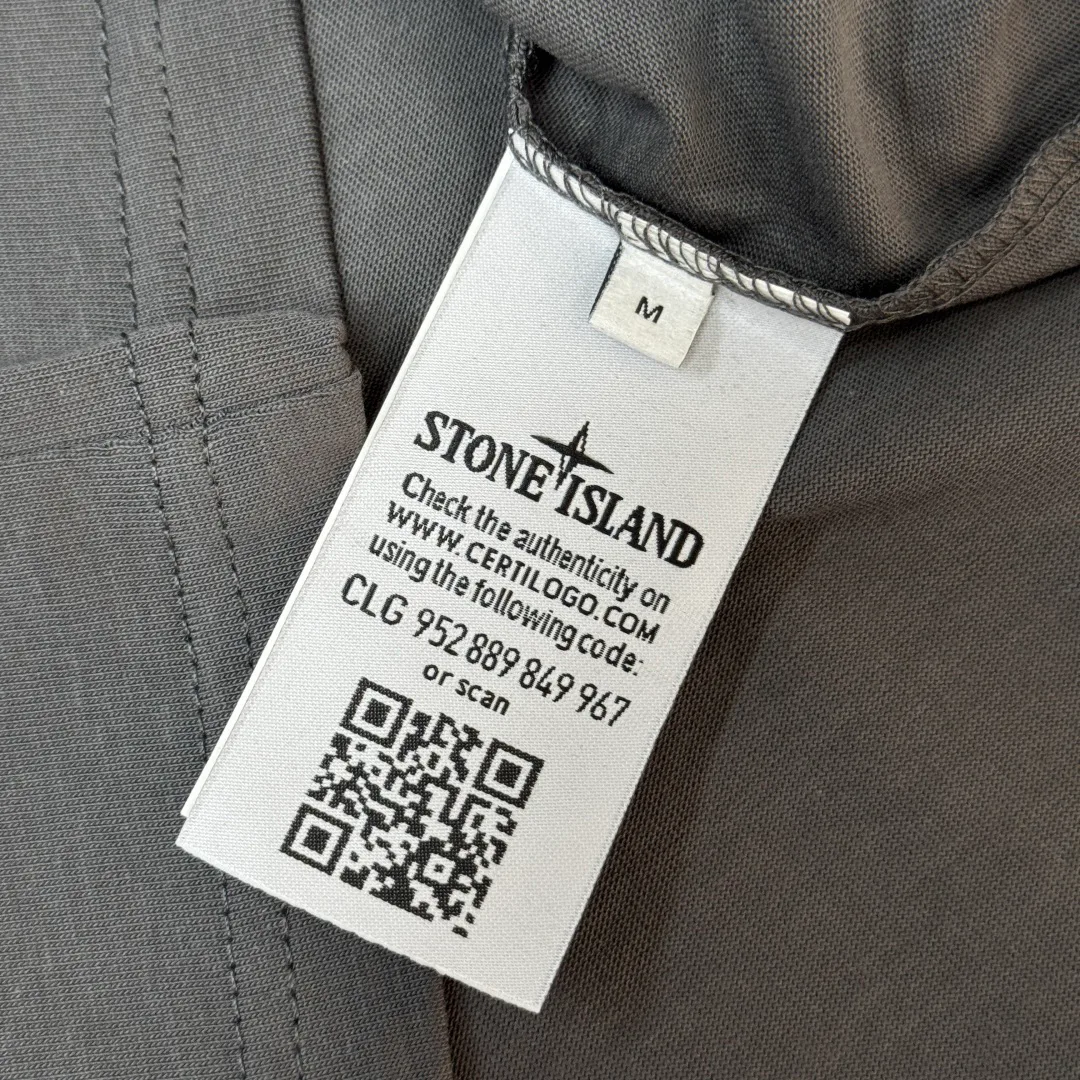 M
STONE ISLAND
Check the authenticity on
WWW.CERTILOGO.COM
using the following code:
CLG 952 889 849 967
or scan